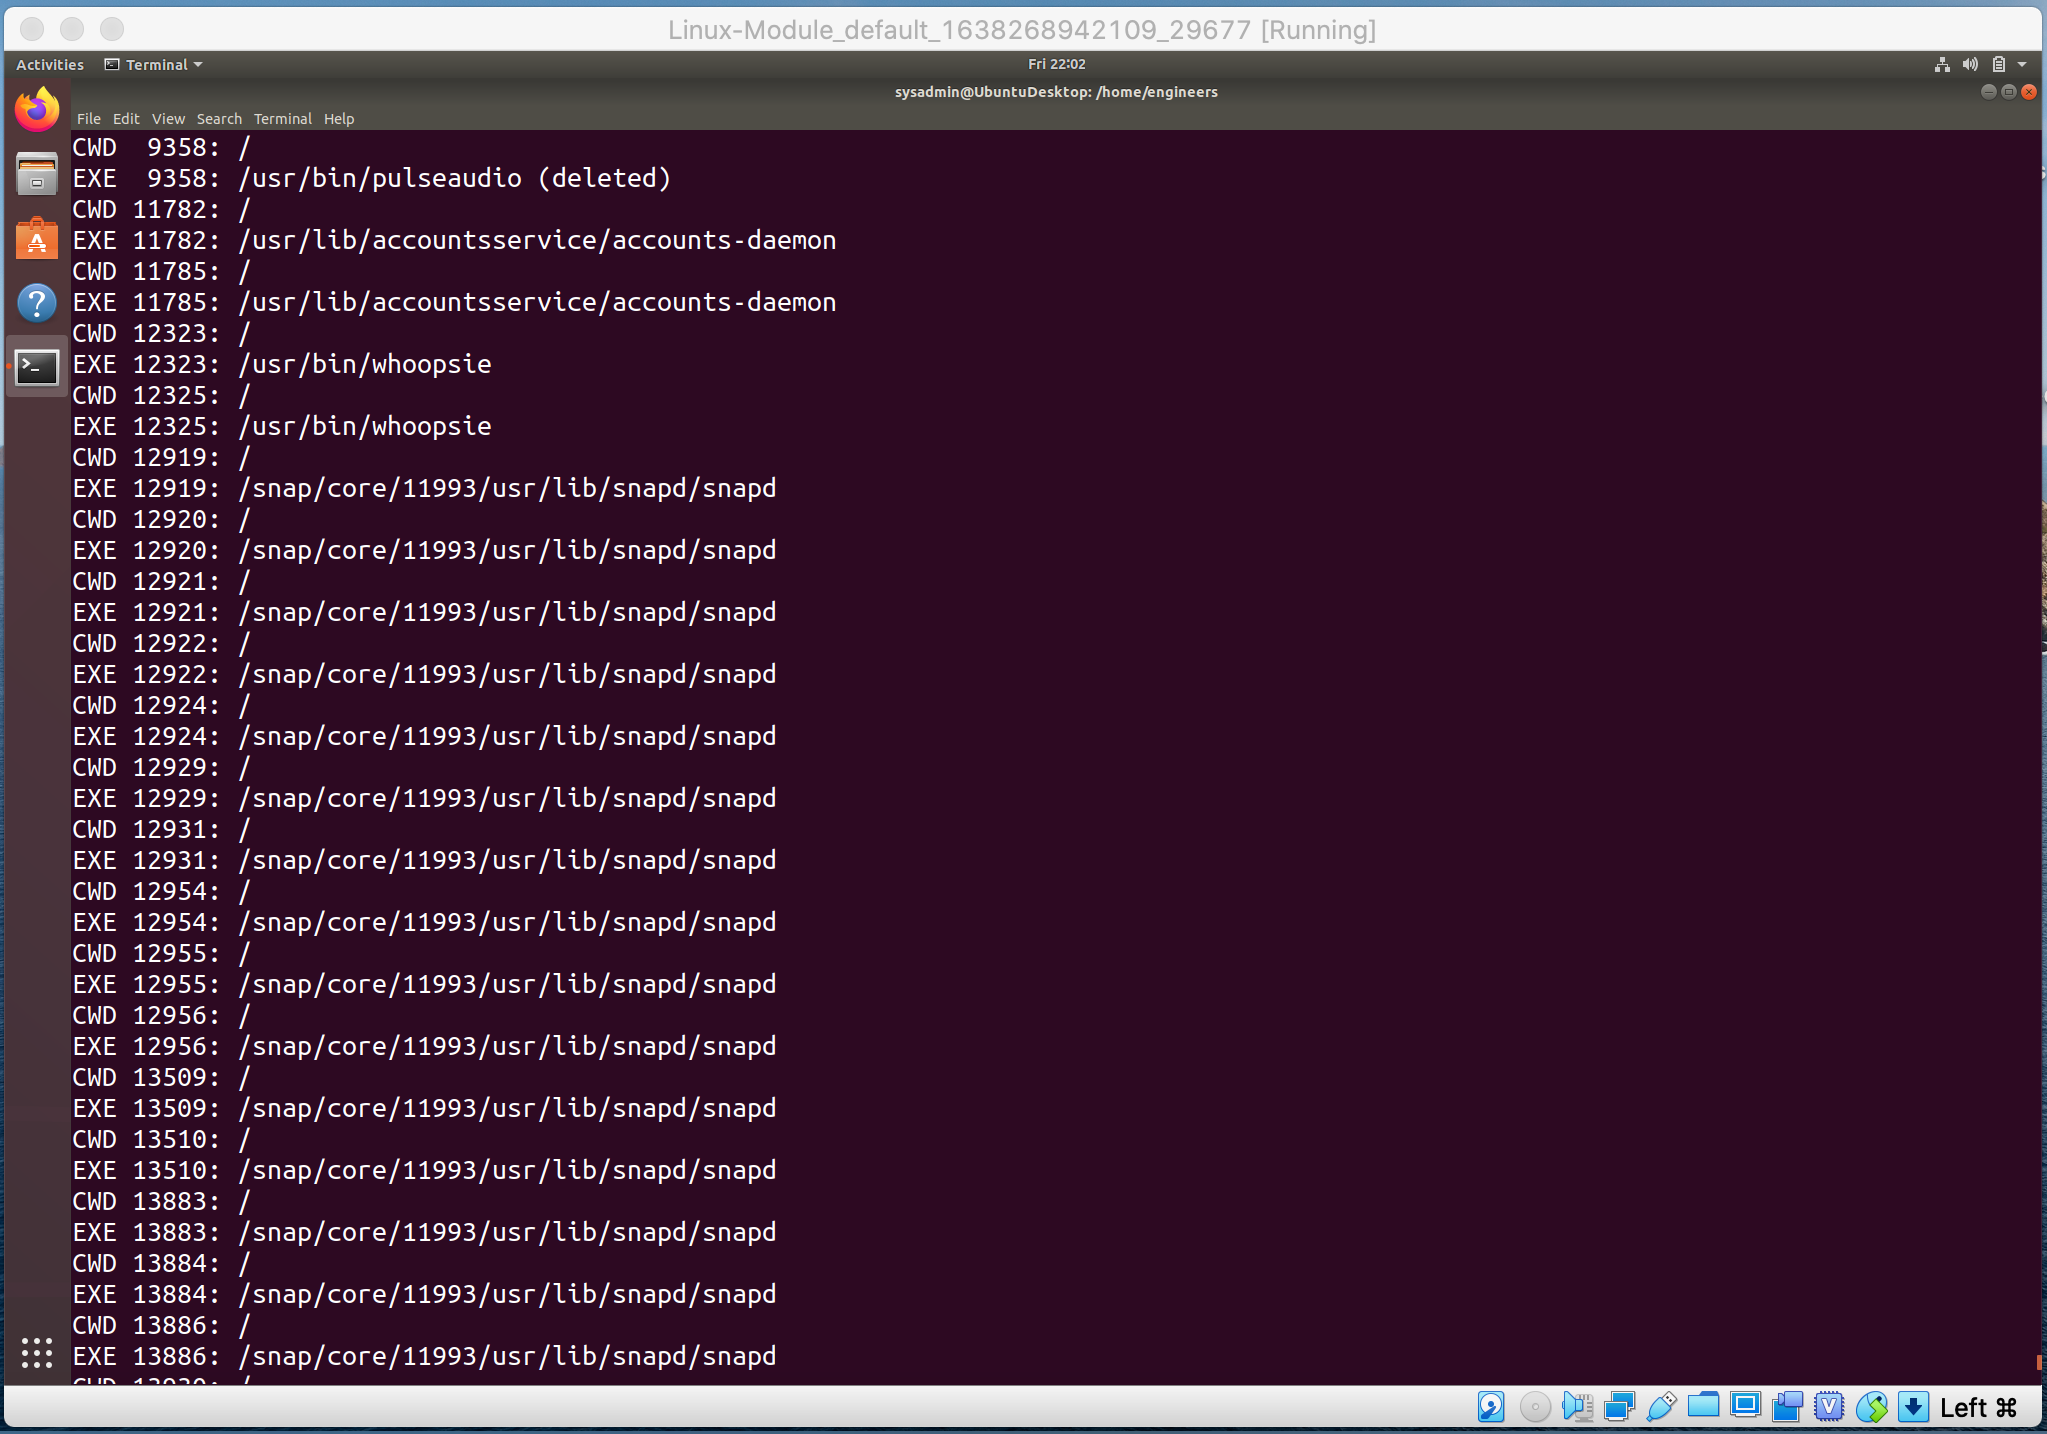 Linux-Module_default_1638268942109_29677 [Running]
Activities Terminal Fri 22:02
sysadmin@UbuntuDesktop: /home/engineers
File Edit View Search Terminal Help
CWD  9358: /
EXE  9358: /usr/bin/pulseaudio (deleted)
CWD 11782: /
EXE 11782: /usr/lib/accountsservice/accounts-daemon
CWD 11785: /
EXE 11785: /usr/lib/accountsservice/accounts-daemon
CWD 12323: /
EXE 12323: /usr/bin/whoopsie
CWD 12325: /
EXE 12325: /usr/bin/whoopsie
CWD 12919: /
EXE 12919: /snap/core/11993/usr/lib/snapd/snapd
CWD 12920: /
EXE 12920: /snap/core/11993/usr/lib/snapd/snapd
CWD 12921: /
EXE 12921: /snap/core/11993/usr/lib/snapd/snapd
CWD 12922: /
EXE 12922: /snap/core/11993/usr/lib/snapd/snapd
CWD 12924: /
EXE 12924: /snap/core/11993/usr/lib/snapd/snapd
CWD 12929: /
EXE 12929: /snap/core/11993/usr/lib/snapd/snapd
CWD 12931: /
EXE 12931: /snap/core/11993/usr/lib/snapd/snapd
CWD 12954: /
EXE 12954: /snap/core/11993/usr/lib/snapd/snapd
CWD 12955: /
EXE 12955: /snap/core/11993/usr/lib/snapd/snapd
CWD 12956: /
EXE 12956: /snap/core/11993/usr/lib/snapd/snapd
CWD 13509: /
EXE 13509: /snap/core/11993/usr/lib/snapd/snapd
CWD 13510: /
EXE 13510: /snap/core/11993/usr/lib/snapd/snapd
CWD 13883: /
EXE 13883: /snap/core/11993/usr/lib/snapd/snapd
CWD 13884: /
EXE 13884: /snap/core/11993/usr/lib/snapd/snapd
CWD 13886: /
EXE 13886: /snap/core/11993/usr/lib/snapd/snapd
Left ⌘